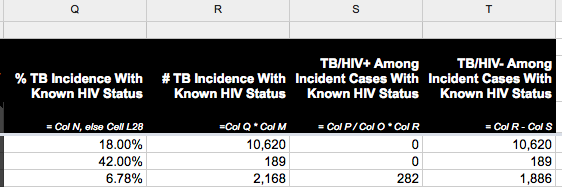 Q R S T
TB/HIV+ Among TB/HIV- Among
% TB Incidence With # TB Incidence With Incident Cases With Incident Cases With
Known HIV Status Known HIV Status Known HIV Status Known HIV Status
= Col N, else Cell L28 =Col Q * Col M = Col P / Col O * Col R = Col R - Col S
18.00% 10,620 0 10,620
42.00% 189 0 189
6.78% 2,168 282 1,886